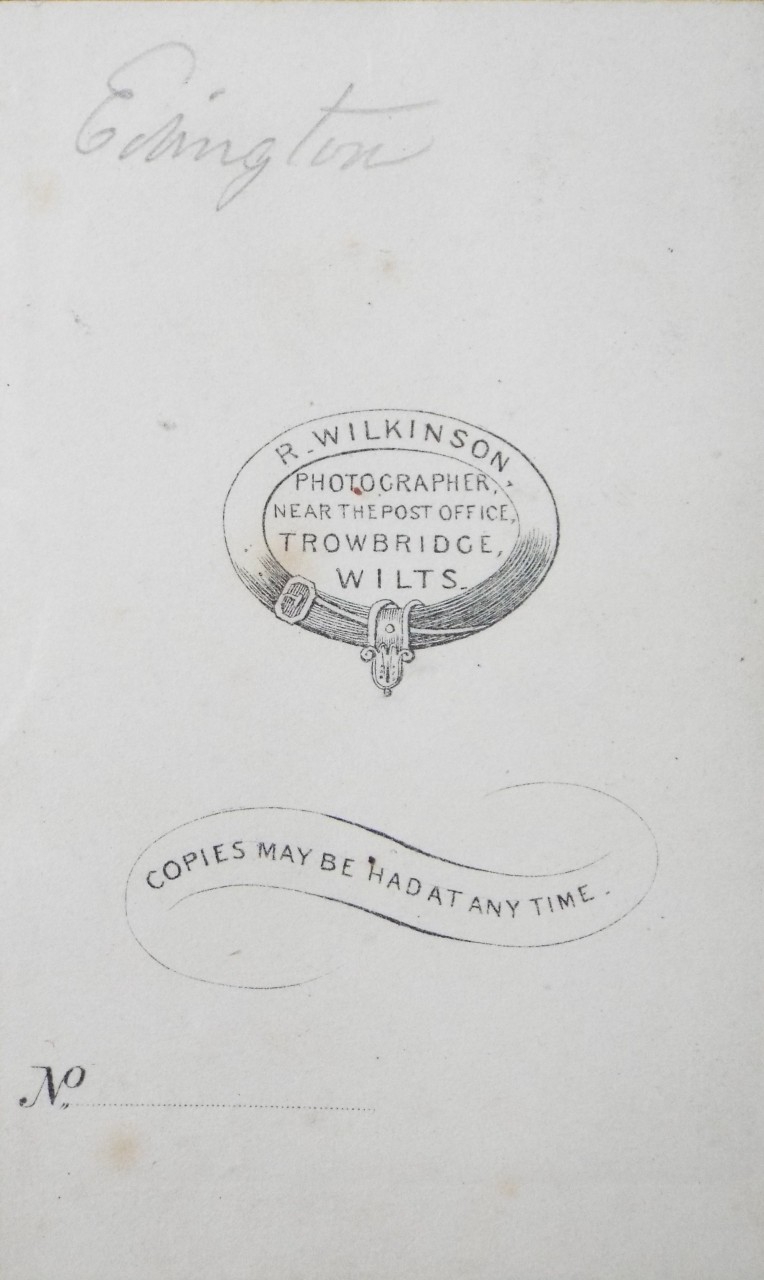 Edington
R. WILKINSON,
PHOTOGRAPHER,
NEAR THE POST OFFICE,
TROWBRIDGE,
WILTS.
COPIES MAY BE HAD AT ANY TIME.
No